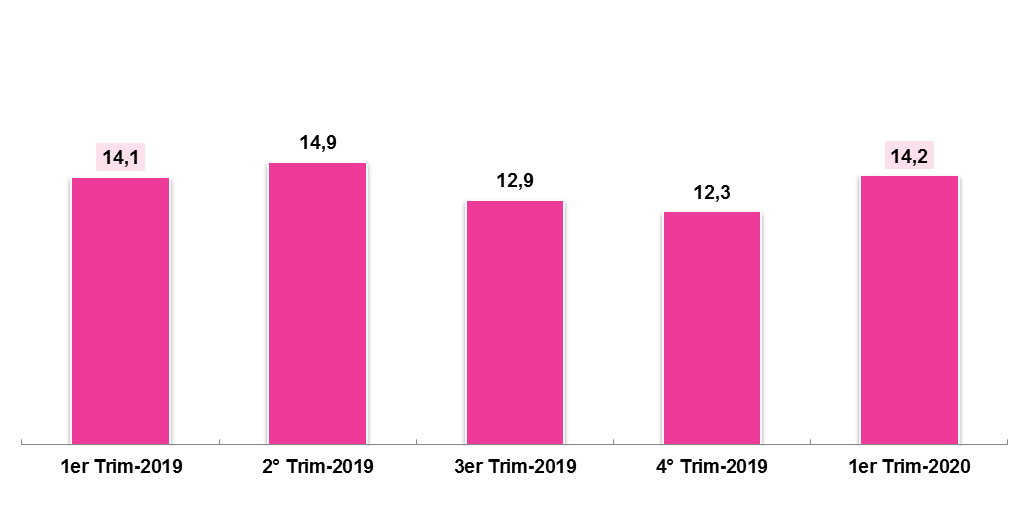 14,9
14,1
14,2
12,9
12,3
1er Trim-2019
2° Trim-2019
3er Trim-2019
4° Trim-2019
1er Trim-2020